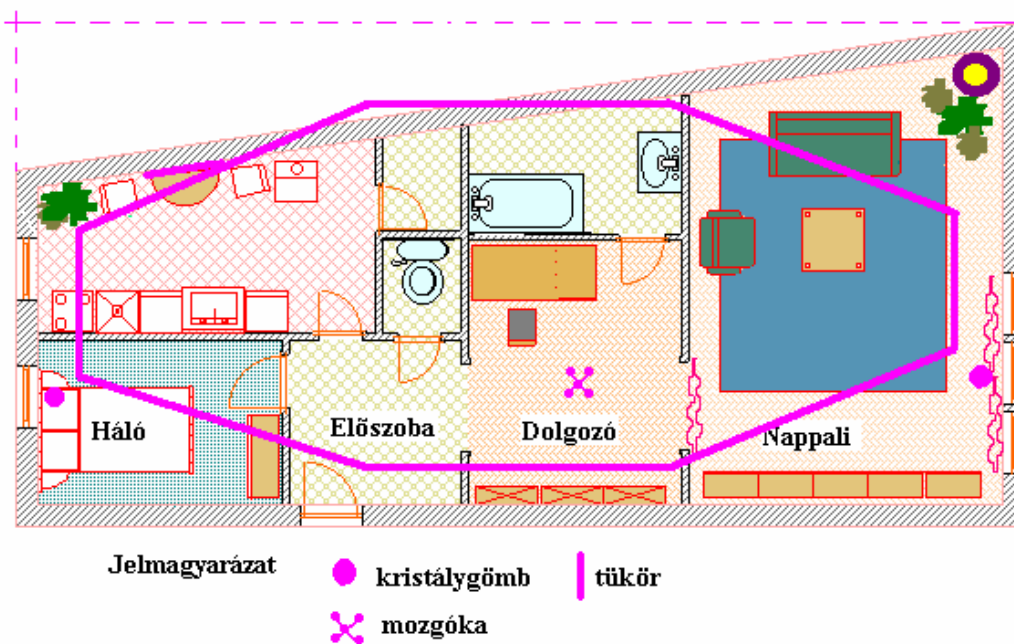 Háló
Előszoba
Dolgozó
Nappali
Jelmagyarázat
kristálygömb
tükör
mozgóka